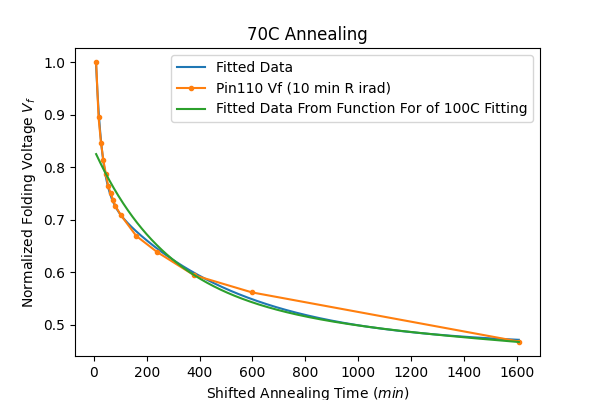 70C Annealing
Fitted Data
Pin110 Vf (10 min R irad)
Fitted Data From Function For of 100C Fitting
Normalized Folding Voltage V_f
1.0
0.9
0.8
0.7
0.6
0.5
0 200 400 600 800 1000 1200 1400 1600
Shifted Annealing Time (min)